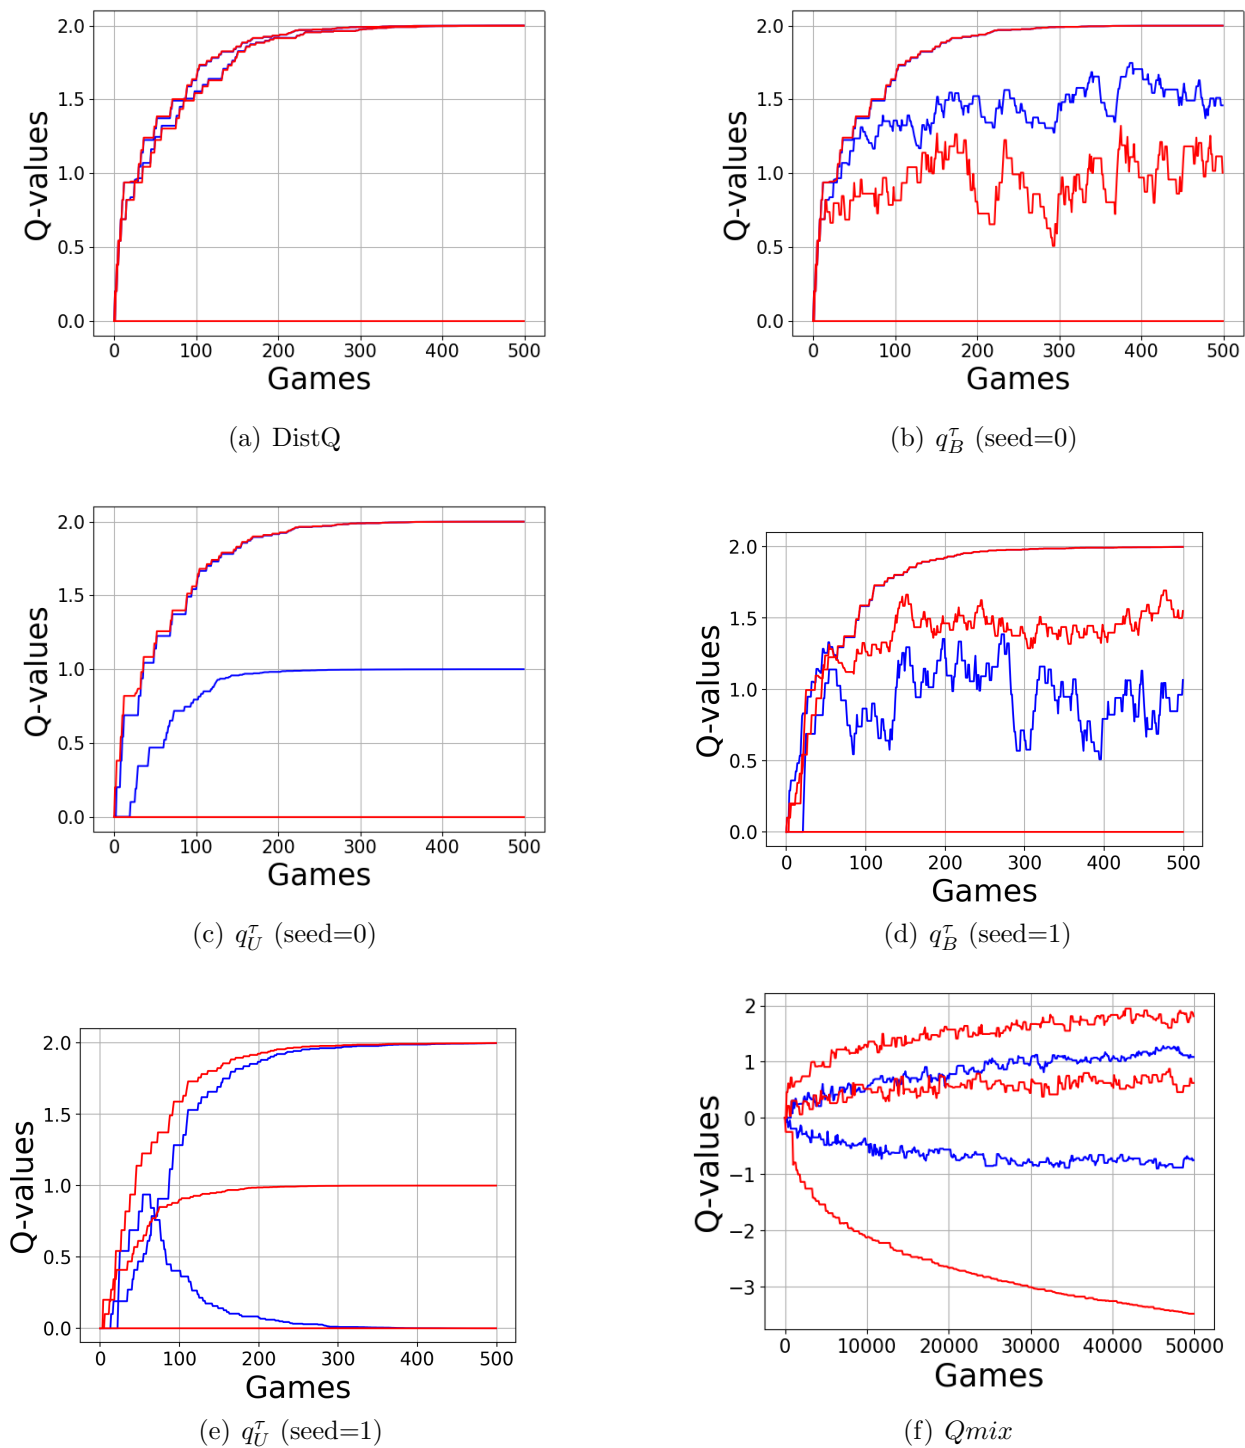 2.0
1.5
1.0
0.5
0.0
Q-values
0 100 200 300 400 500
Games
(a) DistQ
2.0
1.5
1.0
0.5
0.0
Q-values
0 100 200 300 400 500
Games
(b) q_B^τ (seed=0)
2.0
1.5
1.0
0.5
0.0
Q-values
0 100 200 300 400 500
Games
(c) q_U^τ (seed=0)
2.0
1.5
1.0
0.5
0.0
Q-values
0 100 200 300 400 500
Games
(d) q_B^τ (seed=1)
2.0
1.5
1.0
0.5
0.0
Q-values
0 100 200 300 400 500
Games
(e) q_U^τ (seed=1)
2
1
0
−1
−2
−3
Q-values
0 10000 20000 30000 40000 50000
Games
(f) Qmix